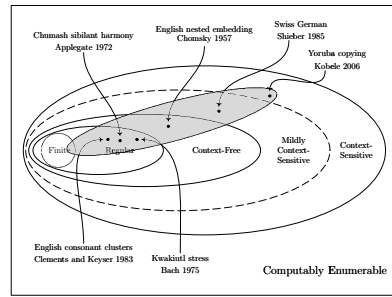 Swiss German
English nested embedding
Shieber 1985
Chumash sibilant harmony
Chomsky 1957
Applegate 1972
Yoruba copying
Kobele 2006
Mildly
Finite
Regular
Context-Free
Context-
Context-
Sensitive
Sensitive
English consonant clusters
Kwakiutl stress
Clements and Keyser 1983
Bach 1975
Computably Enumerable